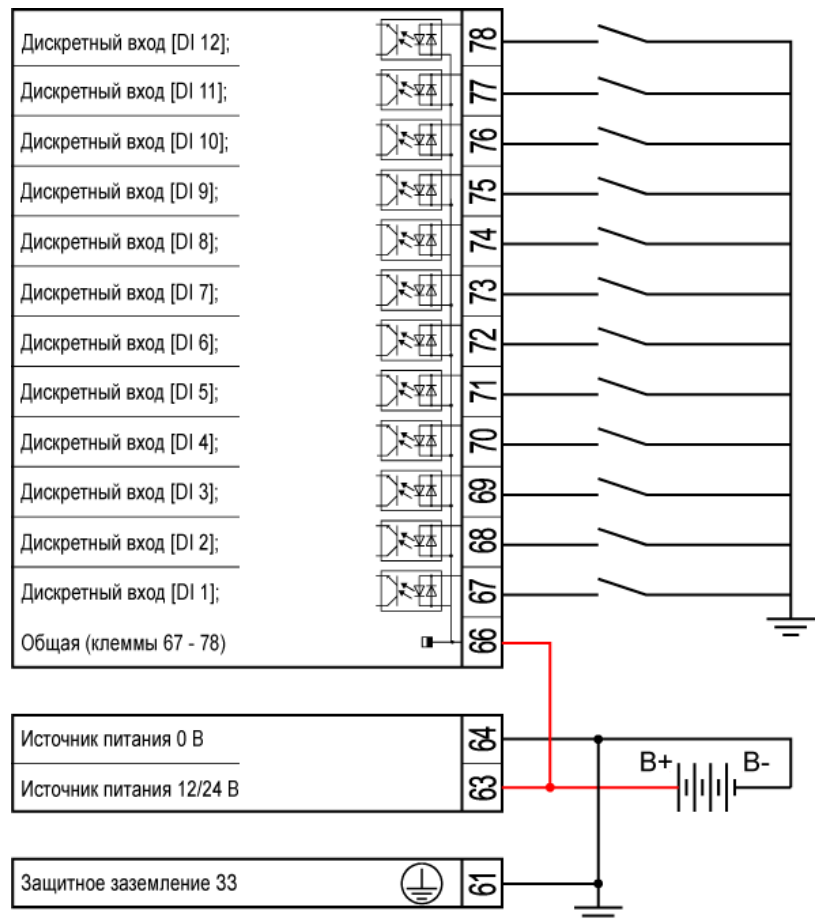 Дискретный вход [DI 12]; 78
Дискретный вход [DI 11]; 77
Дискретный вход [DI 10]; 76
Дискретный вход [DI 9]; 75
Дискретный вход [DI 8]; 74
Дискретный вход [DI 7]; 73
Дискретный вход [DI 6]; 72
Дискретный вход [DI 5]; 71
Дискретный вход [DI 4]; 70
Дискретный вход [DI 3]; 69
Дискретный вход [DI 2]; 68
Дискретный вход [DI 1]; 67
Общая (клеммы 67 - 78) 66
Источник питания 0 В 64
B+ B-
Источник питания 12/24 В 63
Защитное заземление 33 61